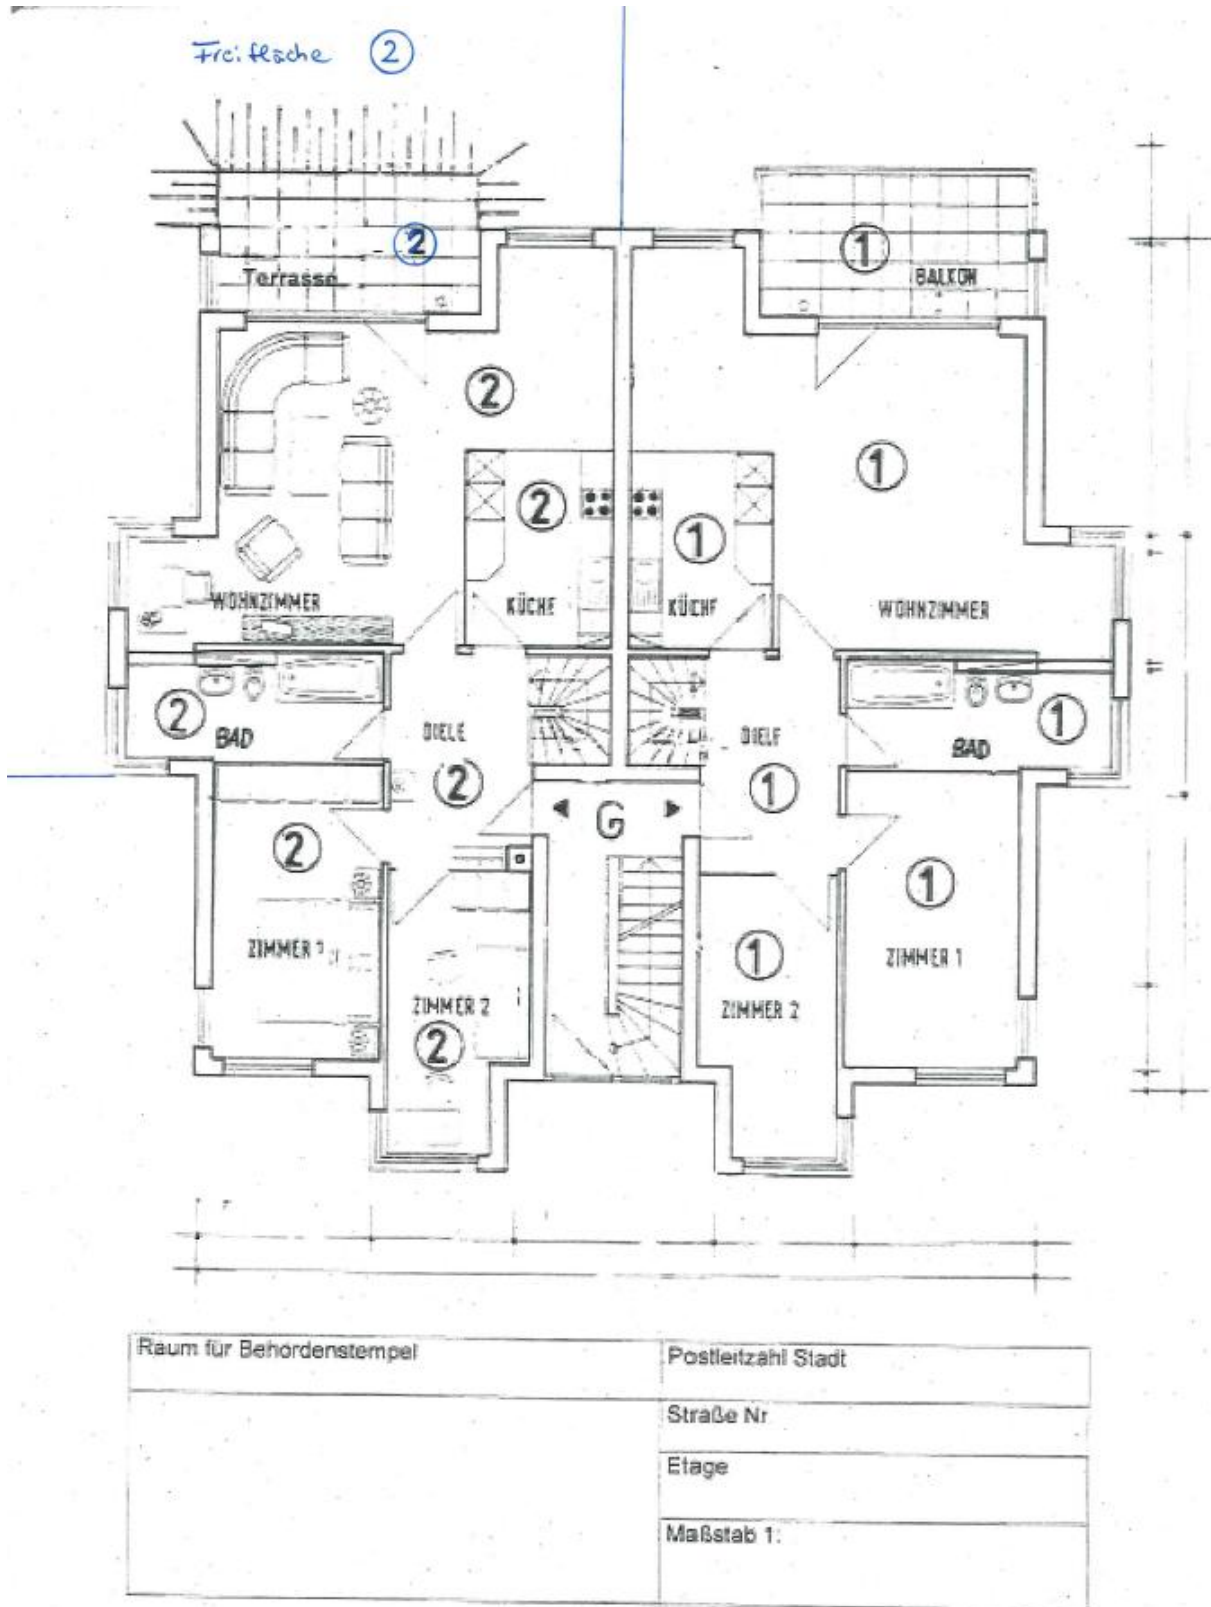 Freifläche 2
2
Terrasse
1
BALKON
2
1
2
1
WOHNZIMMER
KÜCHE
KÜCHE
WOHNZIMMER
2
BAD
DIELE
DIELE
BAD
1
2
1
G
2
1
ZIMMER 1
1
ZIMMER 1
ZIMMER 2
ZIMMER 2
2
Raum für Behördenstempel
Postleitzahl Stadt
Straße Nr
Etage
Maßstab 1: